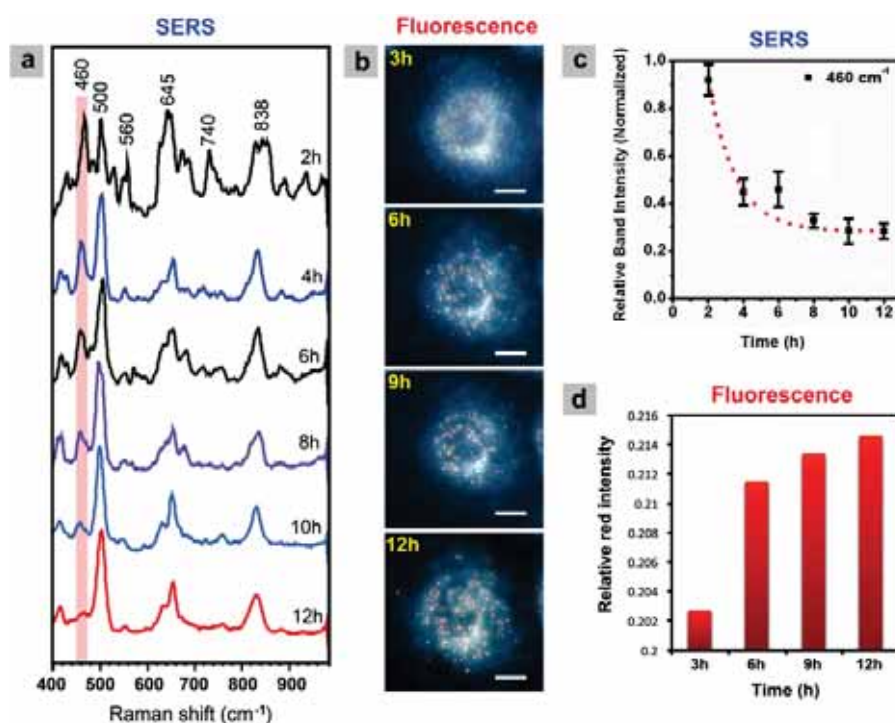 SERS
a
460
500
560
645
740
838
2h
4h
6h
8h
10h
12h
400 500 600 700 800 900
Raman shift (cm⁻¹)
Fluorescence
b
3h
6h
9h
12h
SERS
c
Relative Band Intensity (Normalized)
1.0
0.8
0.6
0.4
0.2
0.0
460 cm⁻¹
0 2 4 6 8 10 12
Time (h)
Fluorescence
d
Relative red intensity
0.216
0.214
0.212
0.21
0.208
0.206
0.204
0.202
0.2
3h 6h 9h 12h
Time (h)